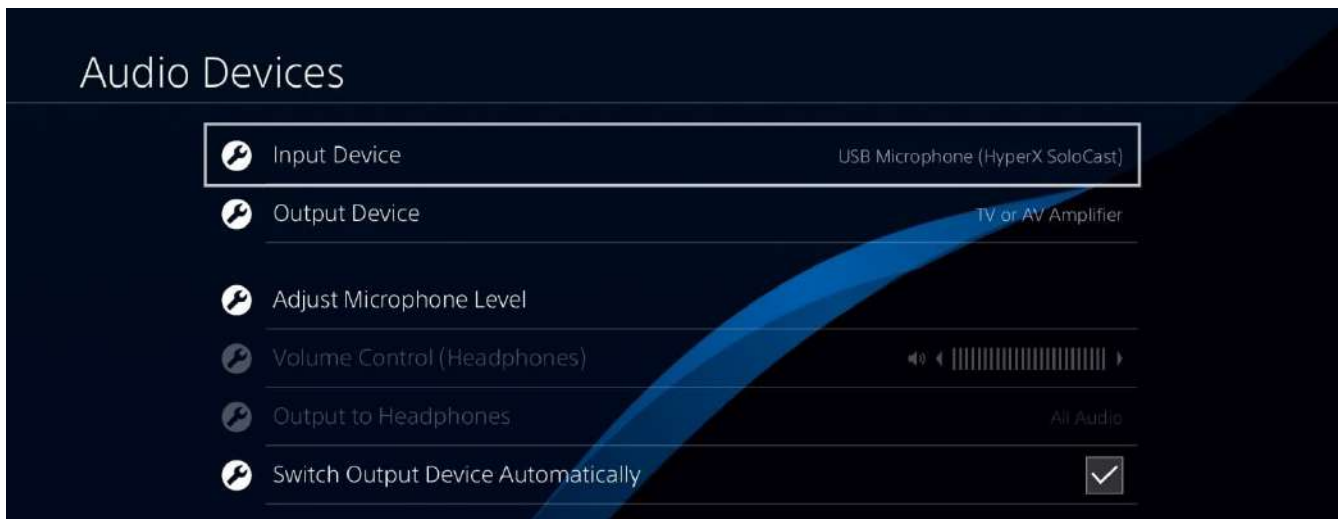 Audio Devices
Input Device USB Microphone (HyperX SoloCast)
Output Device TV or AV Amplifier
Adjust Microphone Level
Volume Control (Headphones)
Output to Headphones All Audio
Switch Output Device Automatically